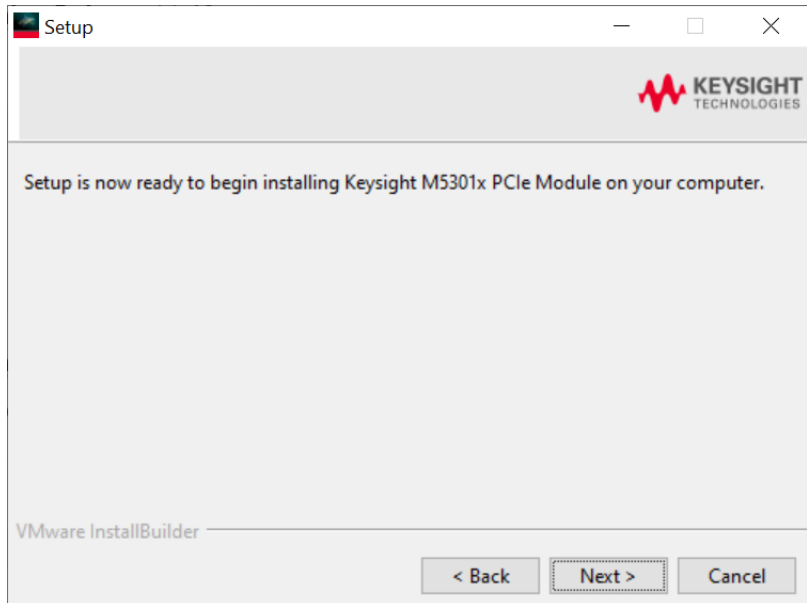 Setup
KEYSIGHT
TECHNOLOGIES
Setup is now ready to begin installing Keysight M5301x PCIe Module on your computer.
VMware InstallBuilder
< Back
Next >
Cancel